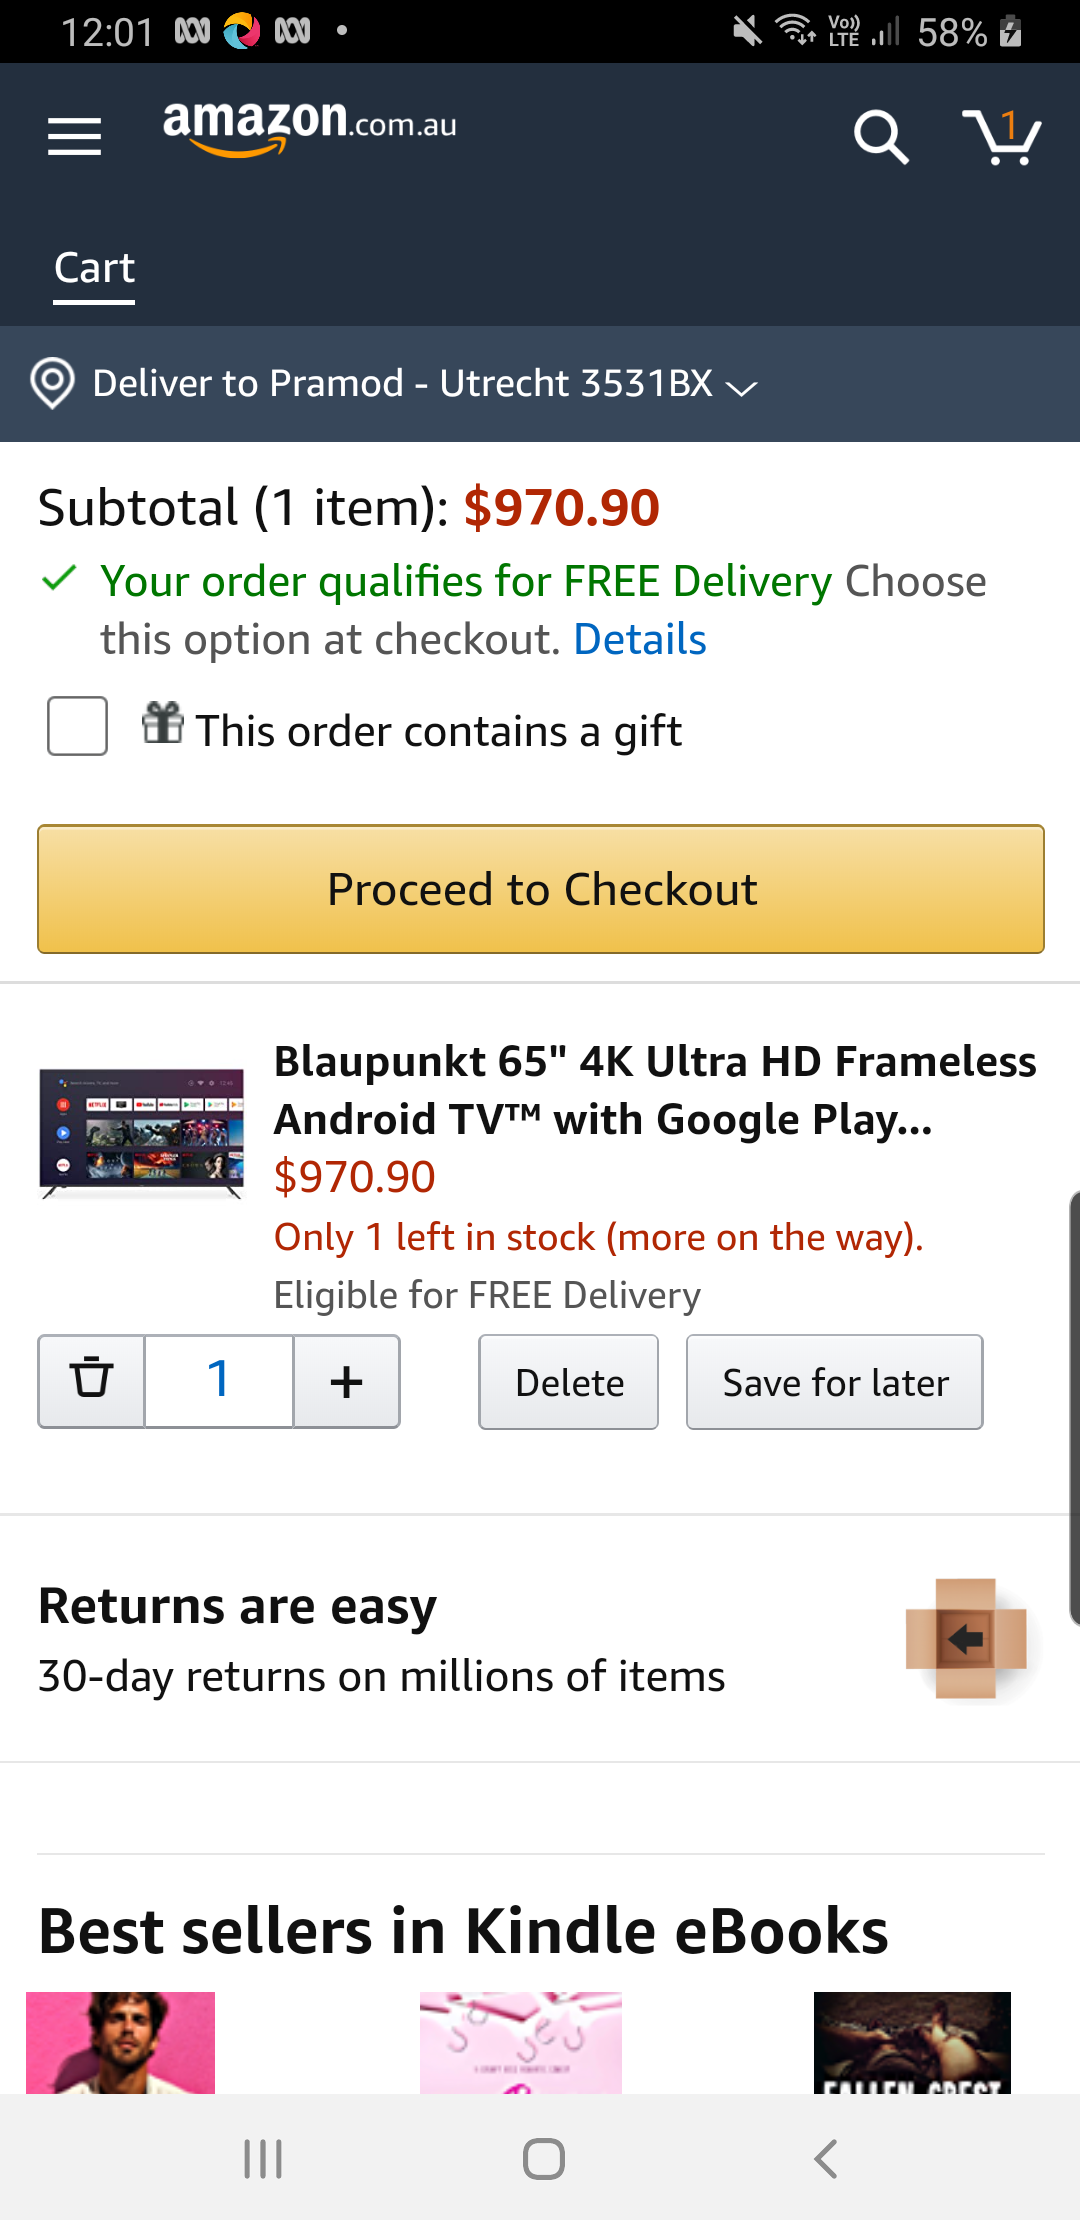 12:01
Vo))
LTE
58%
amazon.com.au
1
Cart
Deliver to Pramod - Utrecht 3531BX
Subtotal (1 item): $970.90
Your order qualifies for FREE Delivery Choose
this option at checkout. Details
This order contains a gift
Proceed to Checkout
Blaupunkt 65" 4K Ultra HD Frameless
Android TV™ with Google Play...
$970.90
Only 1 left in stock (more on the way).
Eligible for FREE Delivery
1
+
Delete
Save for later
Returns are easy
30-day returns on millions of items
Best sellers in Kindle eBooks
FALLEN CREST